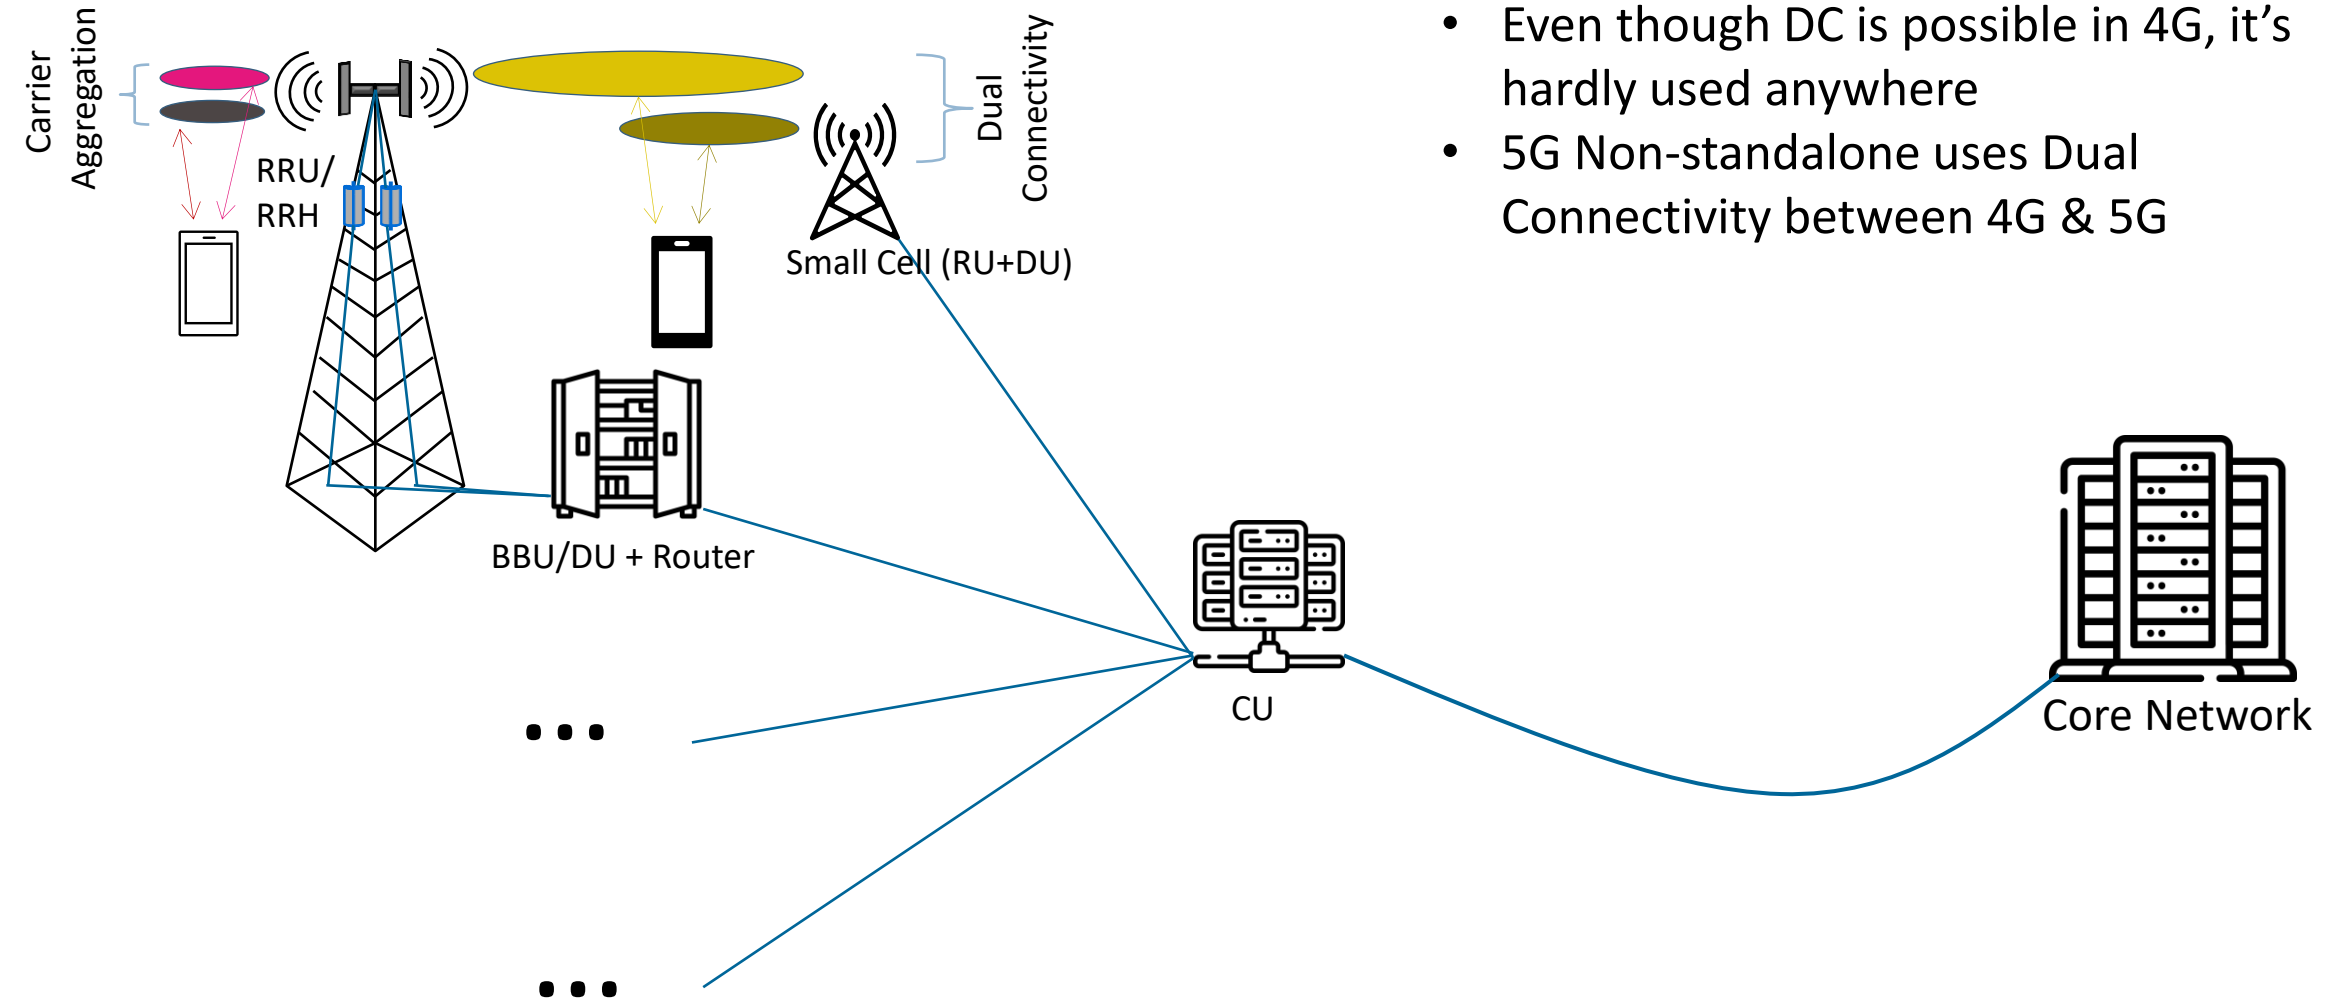 Carrier
Aggregation
RRU/
RRH
Dual
Connectivity
Small Cell (RU+DU)
• Even though DC is possible in 4G, it’s
hardly used anywhere
• 5G Non-standalone uses Dual
Connectivity between 4G & 5G
BBU/DU + Router
CU
Core Network
...
...